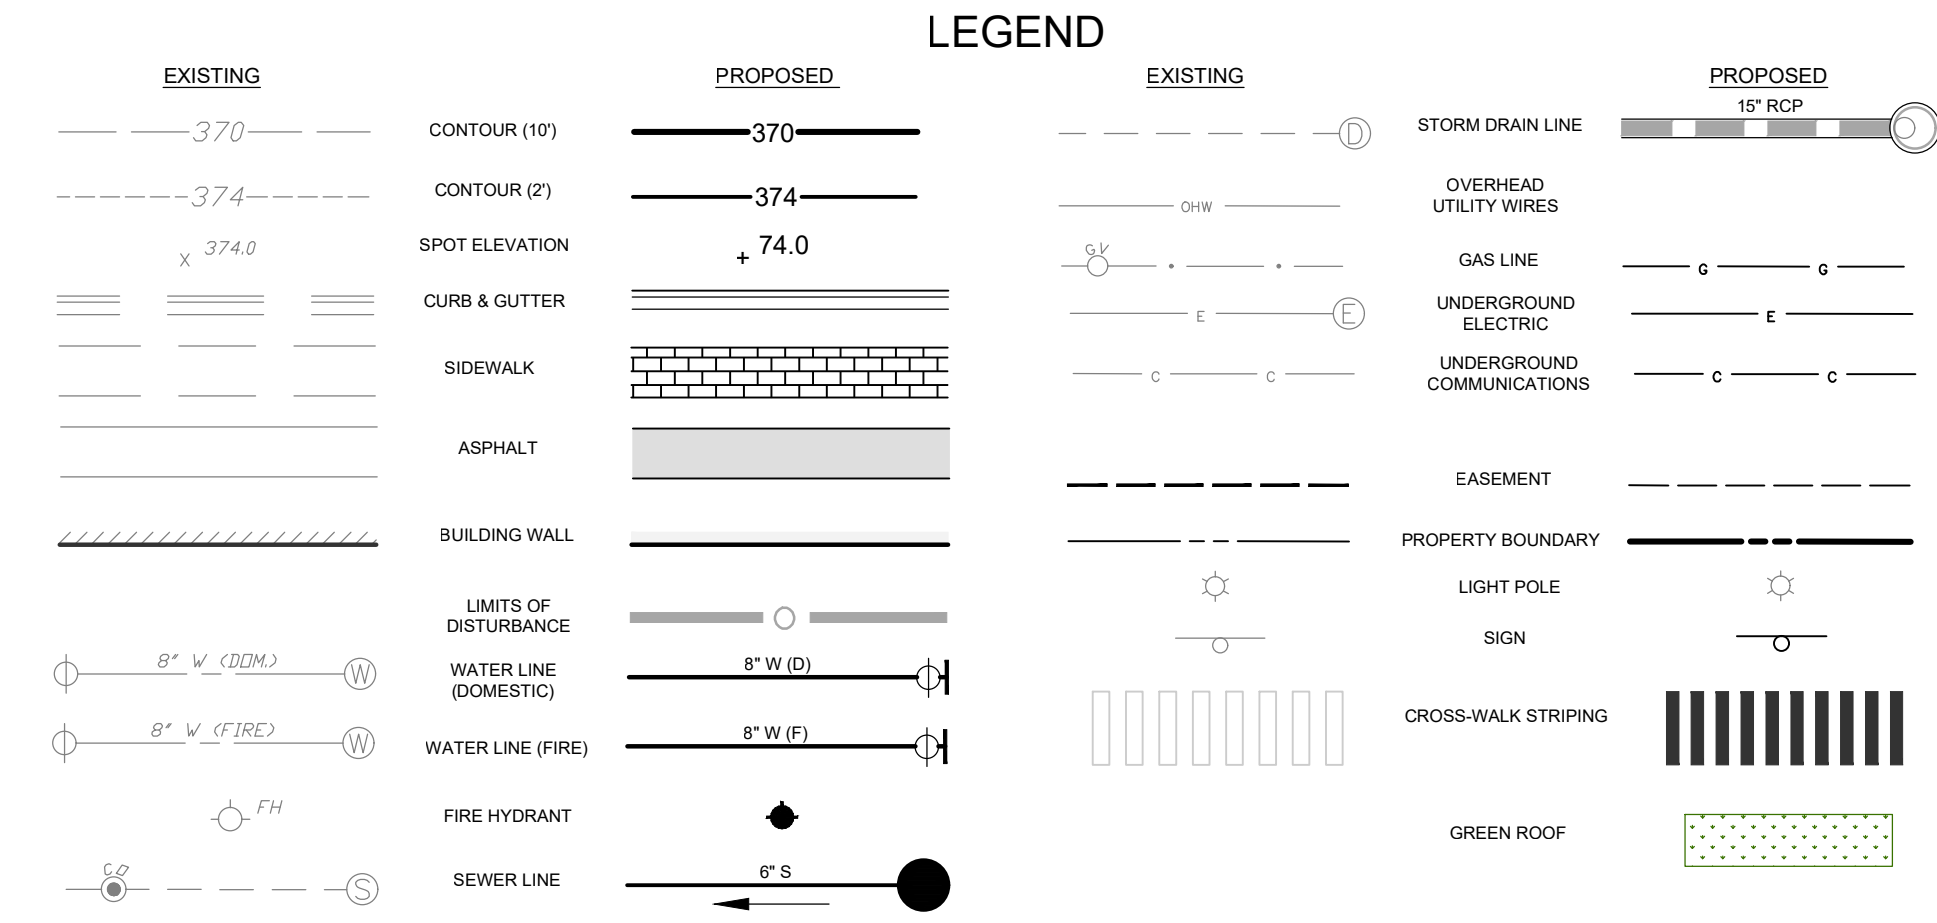 LEGEND
EXISTING
PROPOSED
370
CONTOUR (10')
370
374
CONTOUR (2')
374
X 374.0
SPOT ELEVATION
+ 74.0
CURB & GUTTER
SIDEWALK
ASPHALT
BUILDING WALL
LIMITS OF
DISTURBANCE
8" W (DOM.)
W
WATER LINE
(DOMESTIC)
8" W (D)
8" W (FIRE)
W
WATER LINE (FIRE)
8" W (F)
FH
FIRE HYDRANT
CO
S
SEWER LINE
6" S
EXISTING
PROPOSED
D
STORM DRAIN LINE
15" RCP
OHW
OVERHEAD
UTILITY WIRES
GV
GAS LINE
G G
E E
UNDERGROUND
ELECTRIC
E
C C
UNDERGROUND
COMMUNICATIONS
C C
EASEMENT
PROPERTY BOUNDARY
LIGHT POLE
SIGN
CROSS-WALK STRIPING
GREEN ROOF